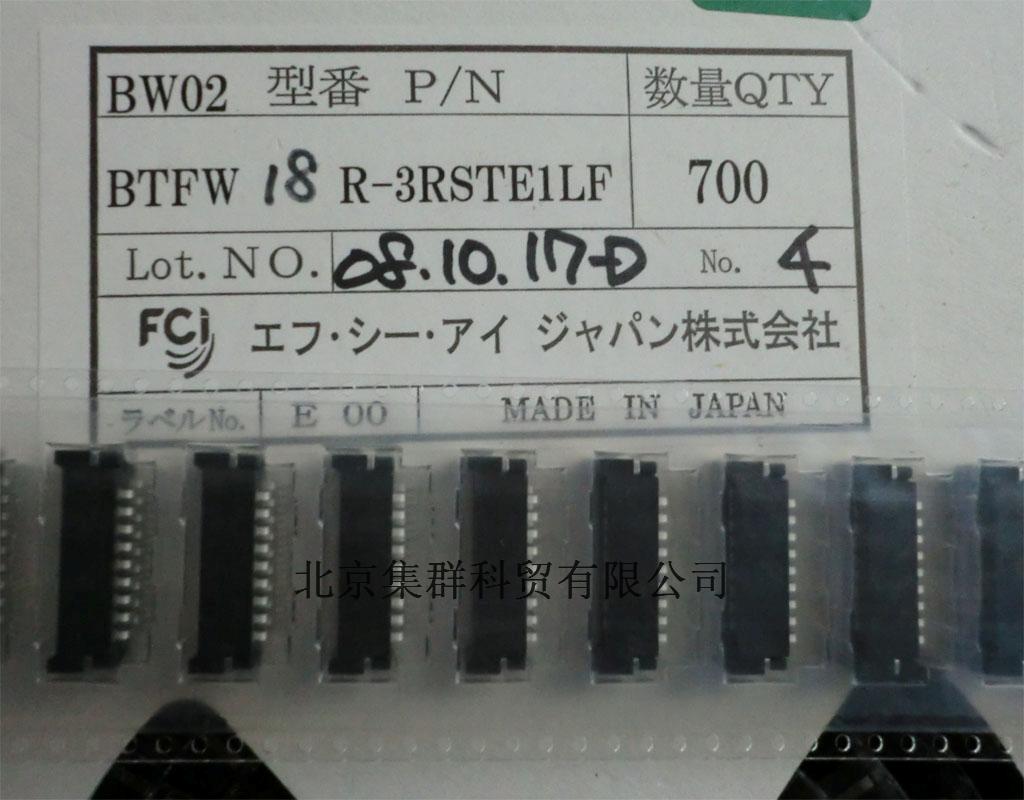 BW02 型番 P/N 数量QTY
BTFW 18 R-3RSTE1LF 700
Lot. NO. 08.10.17-D No. 4
FCi エフ・シー・アイ ジャパン株式会社
ラベルNo. E 00 MADE IN JAPAN
北京集群科贸有限公司